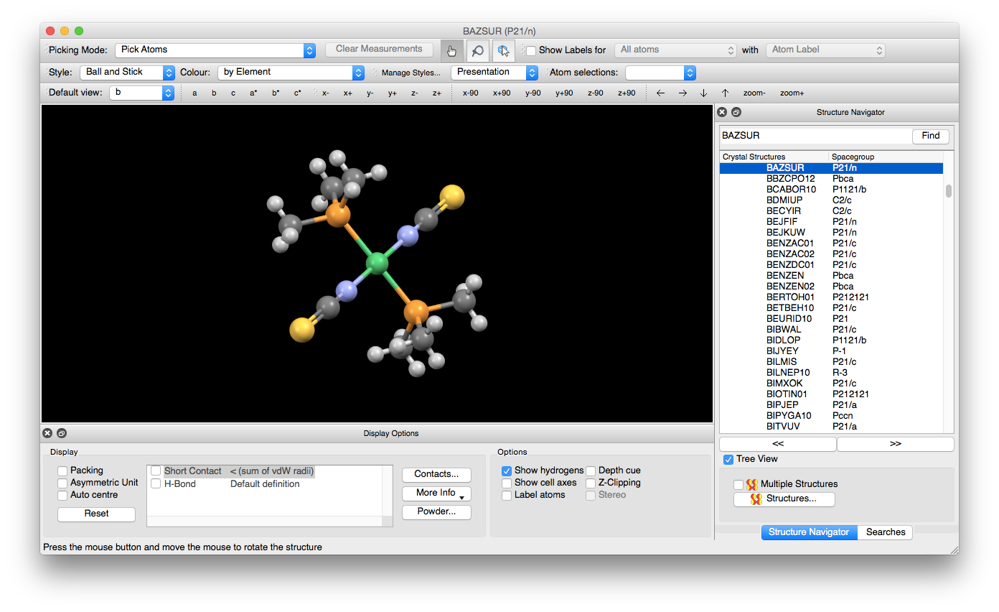 BAZSUR (P21/n)
Picking Mode: Pick Atoms Clear Measurements Show Labels for All atoms with Atom Label
Style: Ball and Stick Colour: by Element Manage Styles... Presentation Atom selections:
Default view: b a b c a* b* c* x- x+ y- y+ z- z+ x-90 x+90 y-90 y+90 z-90 z+90 ← → ↓ ↑ zoom- zoom+
Structure Navigator
BAZSUR Find
Crystal Structures Spacegroup
BAZSUR P21/n
BBZCPO12 Pbca
BCABOR10 P1121/b
BDMIUP C2/c
BECYIR C2/c
BEJFIF P21/n
BEJKUW P21/n
BENZAC01 P21/c
BENZAC02 P21/c
BENZDC01 P21/c
BENZEN Pbca
BENZEN02 Pbca
BERTOH01 P212121
BETBEH10 P21/c
BEURID10 P21
BIBWAL P21/c
BIDLOP P1121/b
BIJYEY P-1
BILMIS P21/c
BILNEP10 R-3
BIMXOK P21/c
BIOTIN01 P212121
BIPJEP P21/a
BIPYGA10 Pccn
BITVUV P21/a
<< >>
Tree View
Multiple Structures
Structures...
Structure Navigator Searches
Display Options
Display
Packing
Asymmetric Unit
Auto centre
Reset
Short Contact < (sum of vdW radii)
H-Bond Default definition
Contacts...
More Info
Powder...
Options
Show hydrogens Depth cue
Show cell axes Z-Clipping
Label atoms Stereo
Press the mouse button and move the mouse to rotate the structure